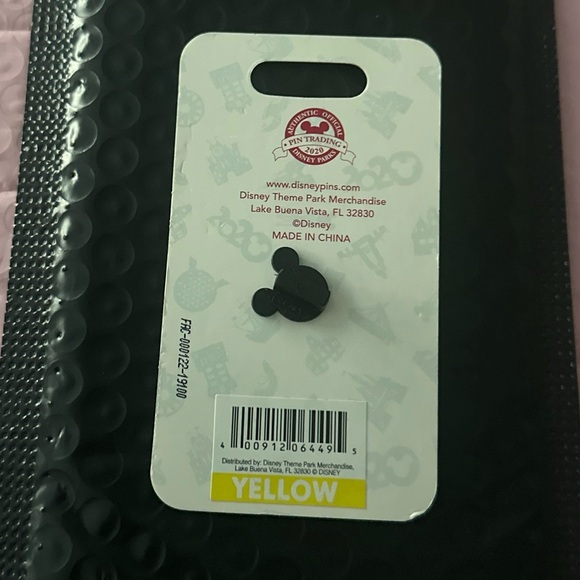 AUTHENTIC OFFICIAL
PIN TRADING
2020
DISNEY PARKS
www.disneypins.com
Disney Theme Park Merchandise
Lake Buena Vista, FL 32830
©Disney
MADE IN CHINA
FAC-000122-19100
4 00912 06449 5
Distributed by: Disney Theme Park Merchandise,
Lake Buena Vista, FL 32830 © DISNEY
YELLOW